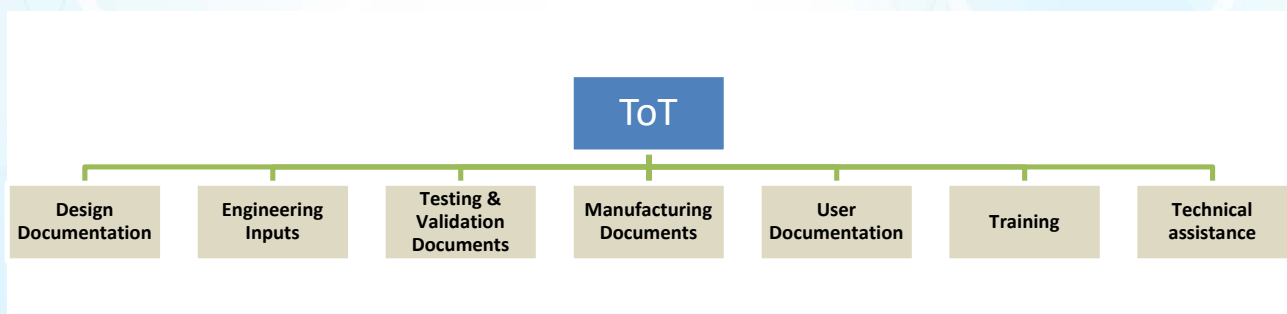 ToT
Design
Documentation
Engineering
Inputs
Testing &
Validation
Documents
Manufacturing
Documents
User
Documentation
Training
Technical
assistance